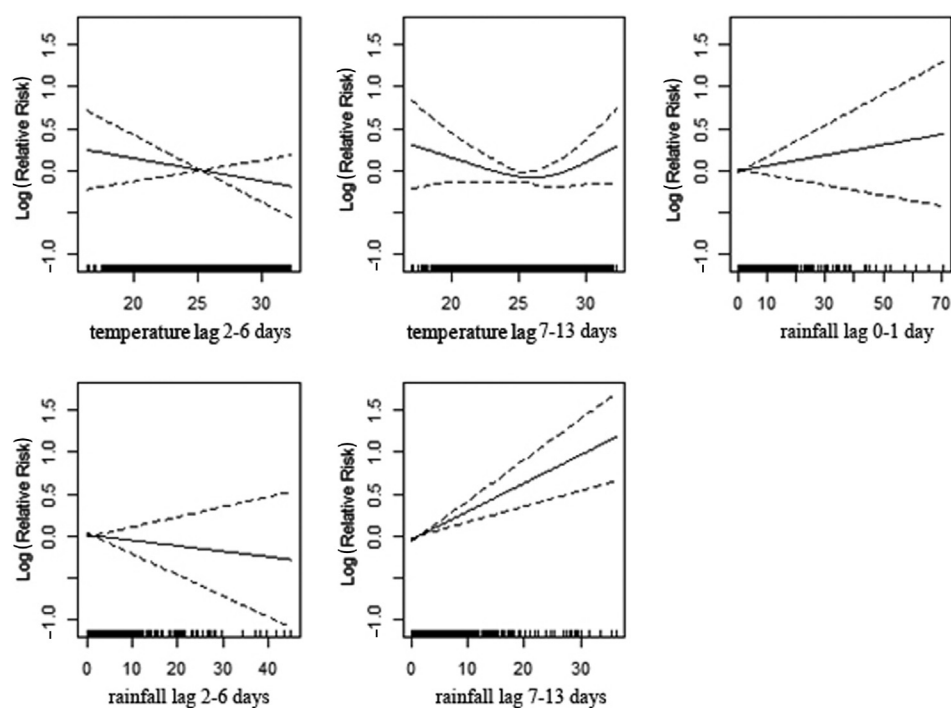 Log (Relative Risk)
1.5
1.0
0.5
0.0
-1.0
20 25 30
temperature lag 2-6 days
Log (Relative Risk)
1.5
1.0
0.5
0.0
-1.0
20 25 30
temperature lag 7-13 days
Log (Relative Risk)
1.5
1.0
0.5
0.0
-1.0
0 10 30 50 70
rainfall lag 0-1 day
Log (Relative Risk)
1.5
1.0
0.5
0.0
-1.0
0 10 20 30 40
rainfall lag 2-6 days
Log (Relative Risk)
1.5
1.0
0.5
0.0
-1.0
0 10 20 30
rainfall lag 7-13 days